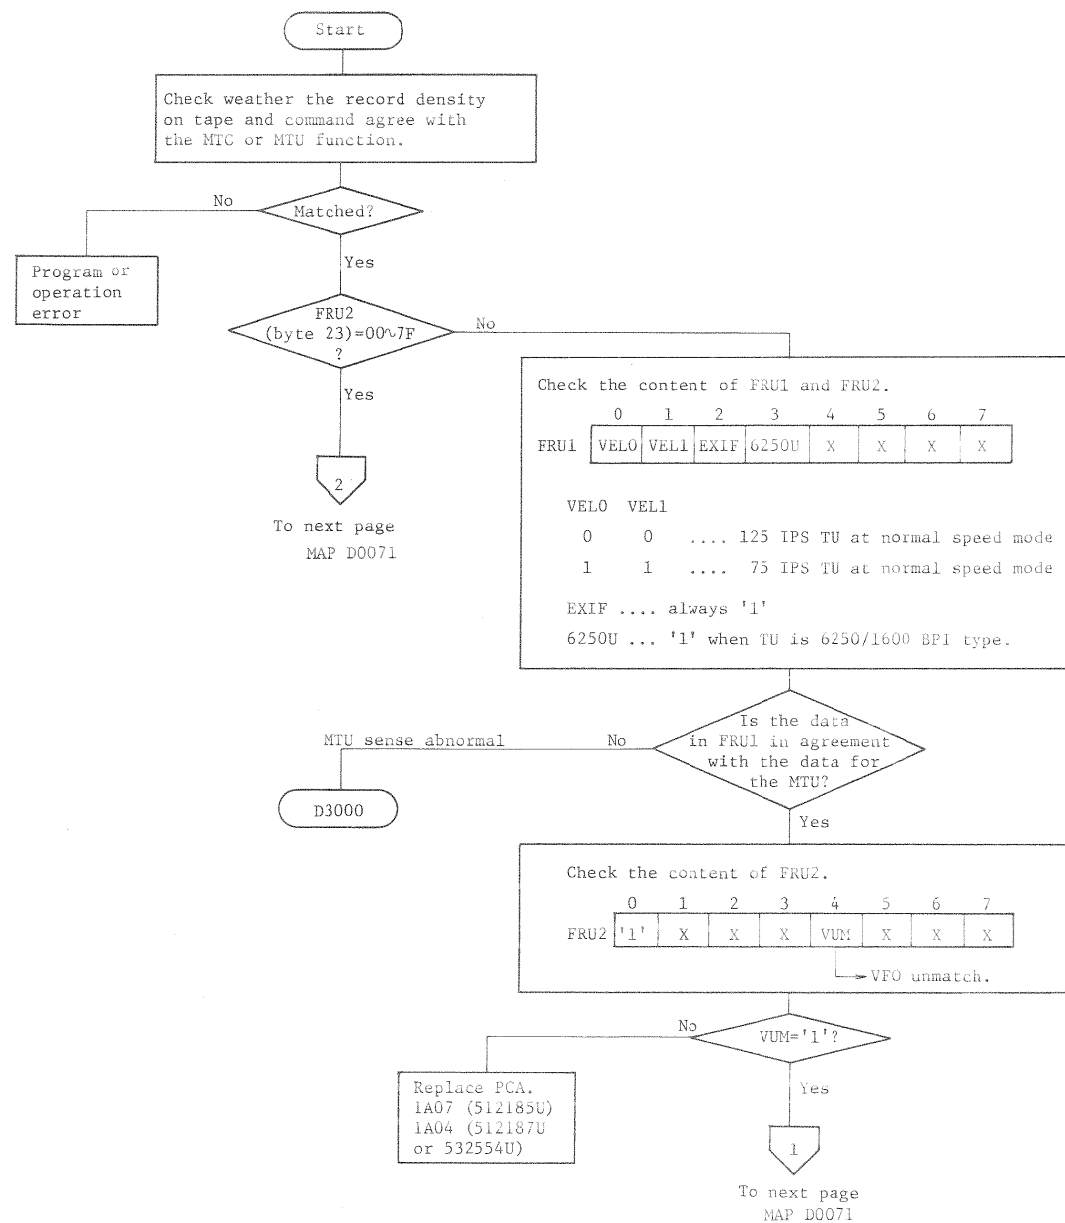 Start
Check weather the record density
on tape and command agree with
the MTC or MTU function.
No
Matched?
Program or
operation
error
Yes
FRU2
(byte 23)=00~7F
?
No
Yes
2
To next page
MAP D0071
Check the content of FRU1 and FRU2.
0 1 2 3 4 5 6 7
FRU1 VEL0 VEL1 EXIF 6250U X X X X
VEL0 VEL1
0 0 .... 125 IPS TU at normal speed mode
1 1 .... 75 IPS TU at normal speed mode
EXIF .... always '1'
6250U ... '1' when TU is 6250/1600 BPI type.
Is the data
in FRU1 in agreement
with the data for
the MTU?
MTU sense abnormal No
D3000
Yes
Check the content of FRU2.
0 1 2 3 4 5 6 7
FRU2 '1' X X X VUM X X X
VFO unmatch.
No
VUM='1'?
Replace PCA.
1A07 (512185U)
1A04 (512187U
or 532554U)
Yes
1
To next page
MAP D0071